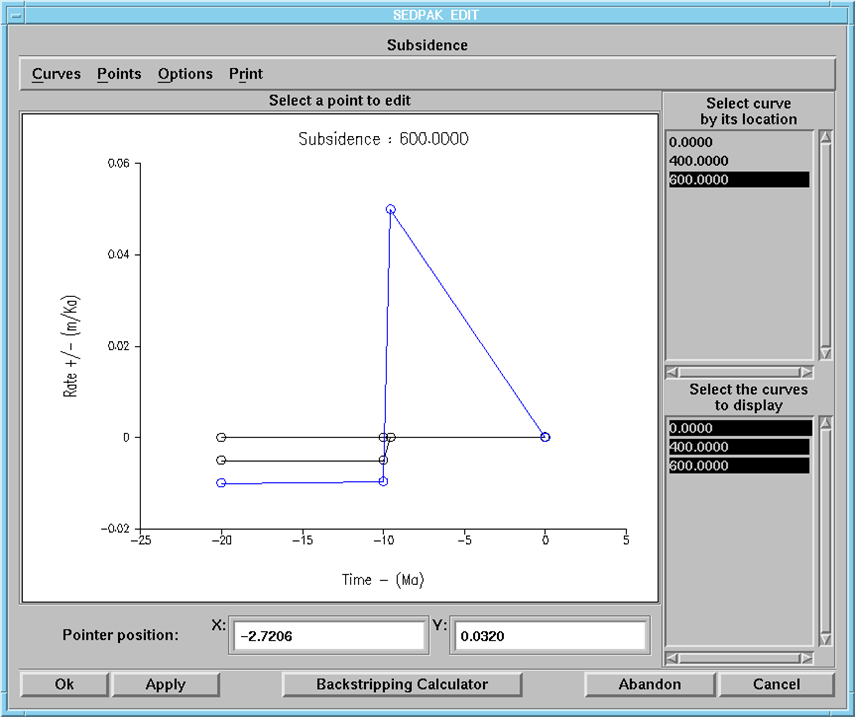 SEDPAK EDIT
Subsidence
Curves Points Options Print
Select a point to edit
Subsidence : 600.0000
0.06
0.04
0.02
0
-0.02
Rate +/- (m/Ka)
-25 -20 -15 -10 -5 0 5
Time - (Ma)
Select curve
by its location
0.0000
400.0000
600.0000
Select the curves
to display
0.0000
400.0000
600.0000
Pointer position: X: -2.7206 Y: 0.0320
Ok Apply Backstripping Calculator Abandon Cancel